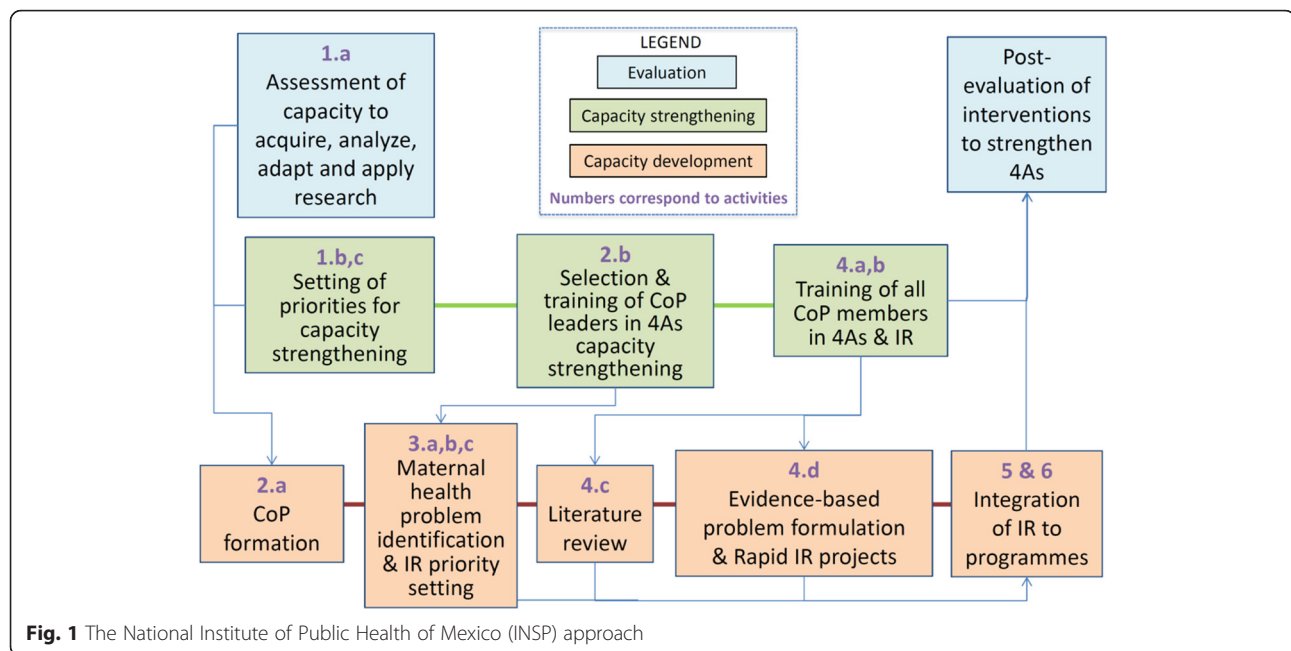 1.a
Assessment of
capacity to
acquire, analyze,
adapt and apply
research
LEGEND
Evaluation
Capacity strengthening
Capacity development
Numbers correspond to activities
Post-
evaluation of
interventions
to strengthen
4As
1.b,c
Setting of
priorities for
capacity
strengthening
2.b
Selection &
training of CoP
leaders in 4As
capacity
strengthening
4.a,b
Training of all
CoP members
in 4As & IR
2.a
CoP
formation
3.a,b,c
Maternal
health
problem
identification
& IR priority
setting
4.c
Literature
review
4.d
Evidence-based
problem formulation
& Rapid IR projects
5 & 6
Integration
of IR to
programmes
Fig. 1 The National Institute of Public Health of Mexico (INSP) approach